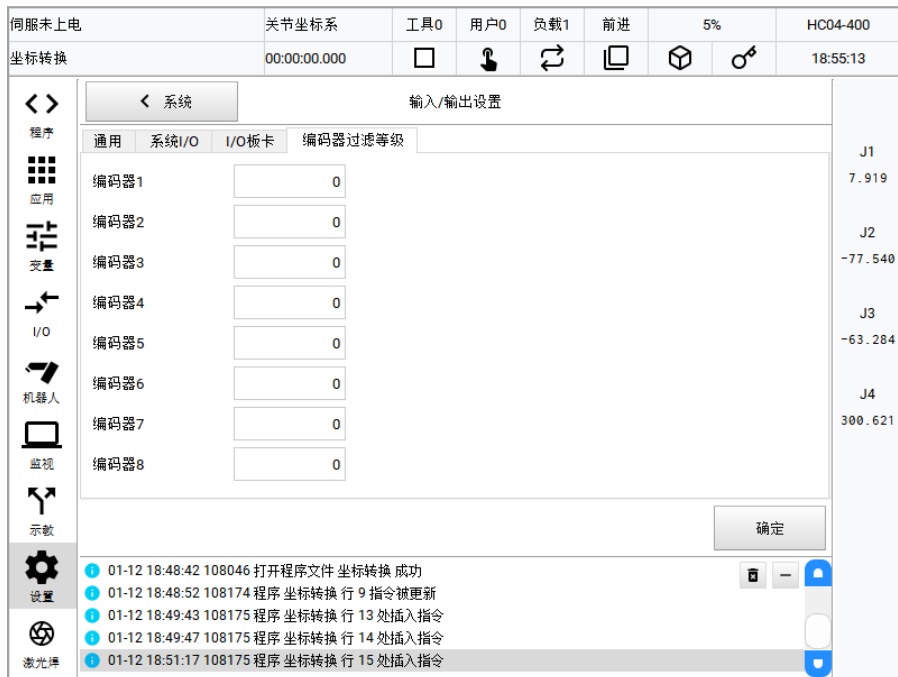 伺服未上电 关节坐标系 工具0 用户0 负载1 前进 5% HC04-400
坐标转换 00:00:00.000 18:55:13
程序
应用
变量
I/O
机器人
监视
示教
设置
激光焊
系统 输入/输出设置
通用 系统I/O I/O板卡 编码器过滤等级
编码器1 0
编码器2 0
编码器3 0
编码器4 0
编码器5 0
编码器6 0
编码器7 0
编码器8 0
确定
01-12 18:48:42 108046 打开程序文件 坐标转换 成功
01-12 18:48:52 108174 程序 坐标转换 行 9 指令被更新
01-12 18:49:43 108175 程序 坐标转换 行 13 处插入指令
01-12 18:49:47 108175 程序 坐标转换 行 14 处插入指令
01-12 18:51:17 108175 程序 坐标转换 行 15 处插入指令
J1
7.919
J2
-77.540
J3
-63.284
J4
300.621